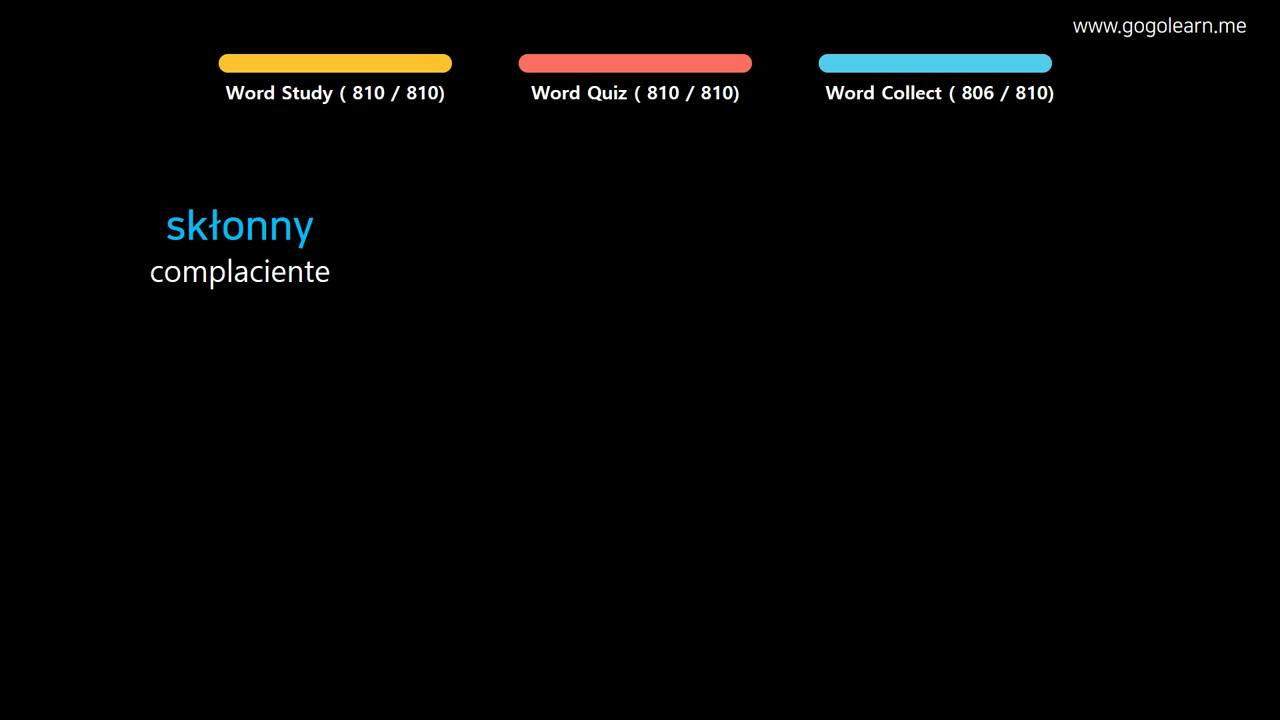 www.gogolearn.me
Word Study ( 810 / 810)
Word Quiz ( 810 / 810)
Word Collect ( 806 / 810)
skłonny
complaciente